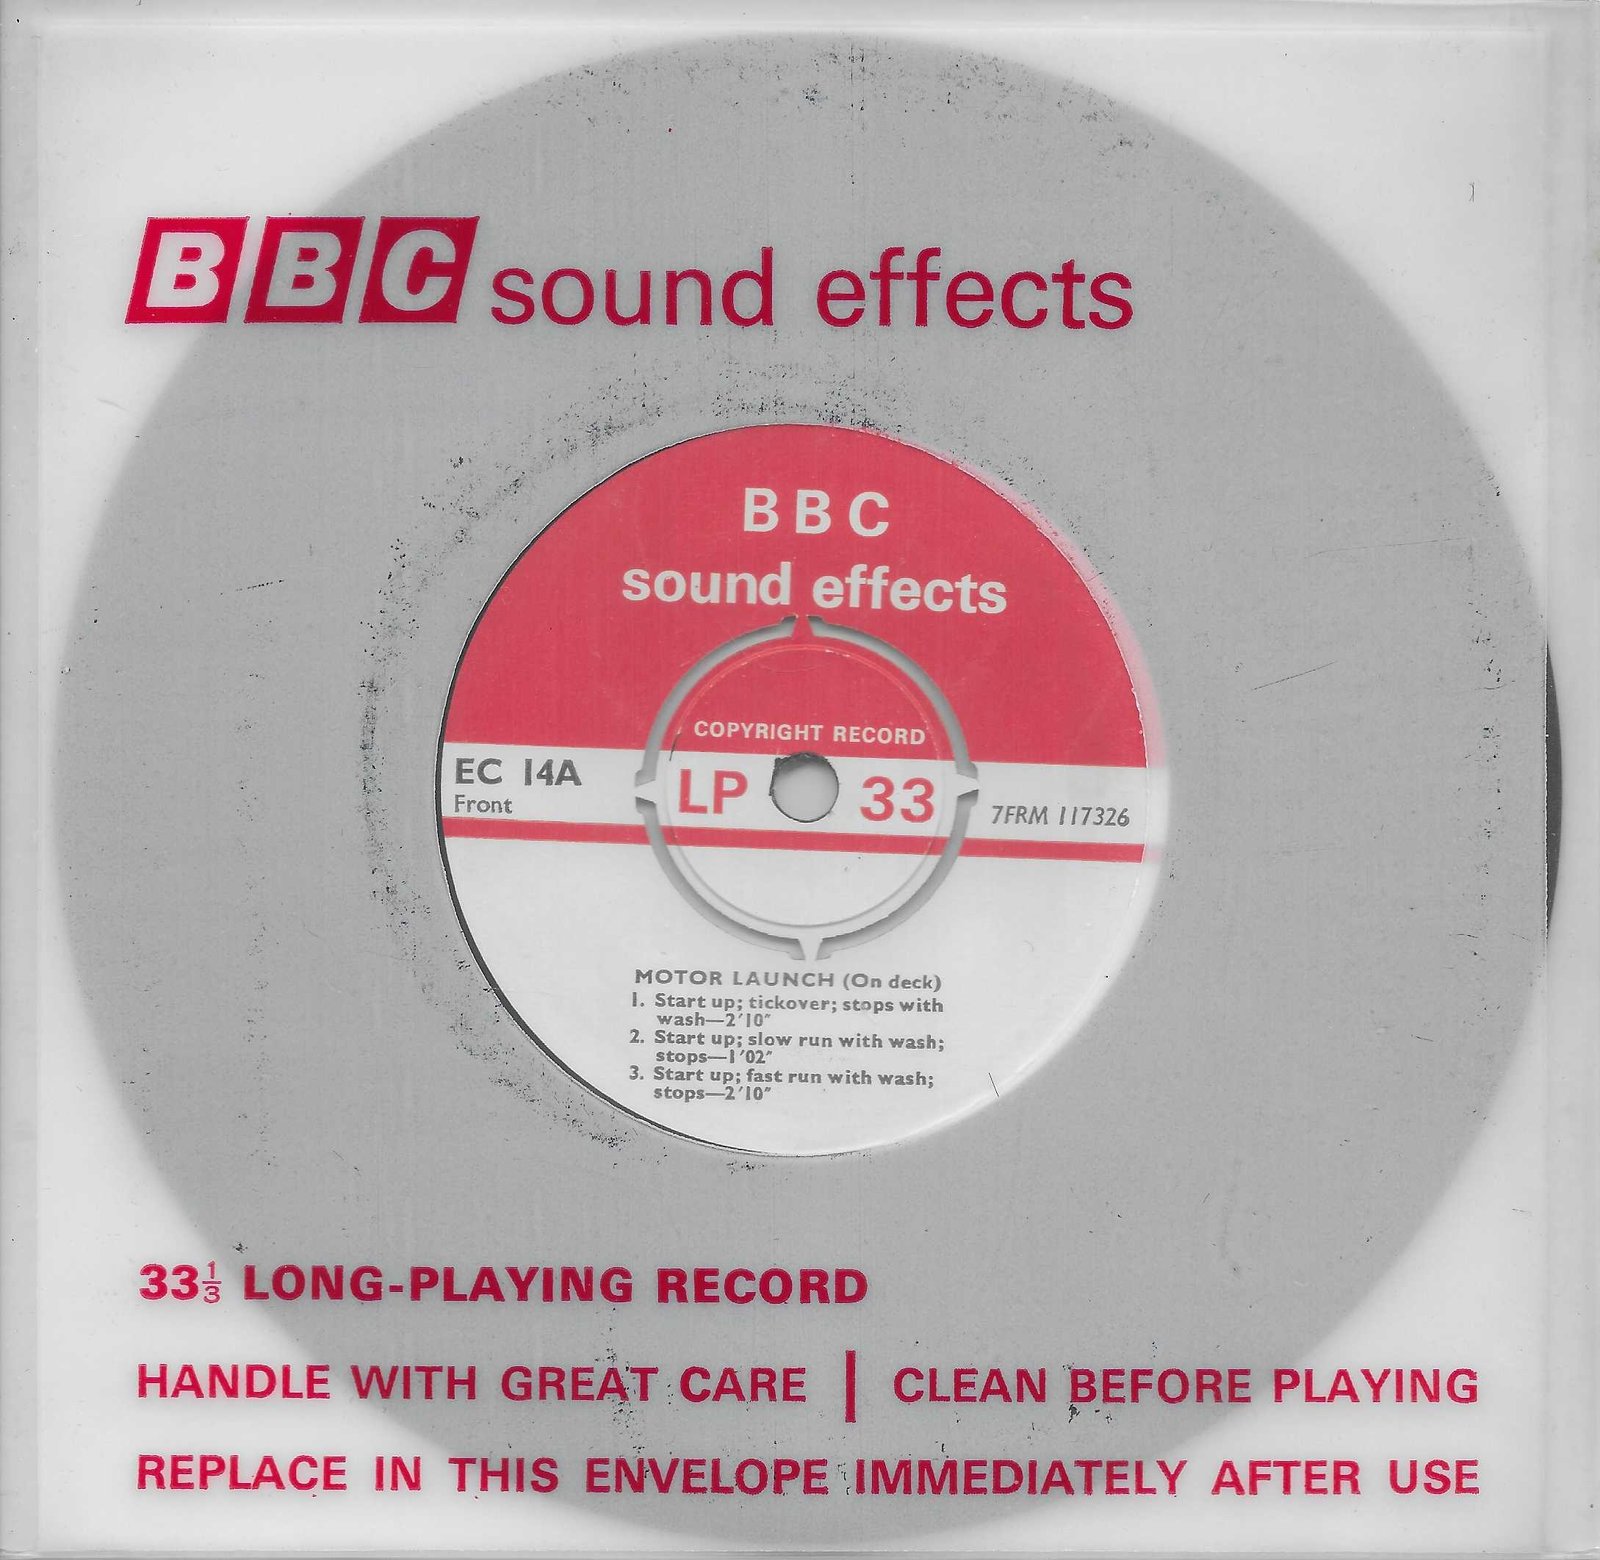 BBC sound effects
BBC
sound effects
COPYRIGHT RECORD
EC 14A
Front
LP 33
7FRM 117326
MOTOR LAUNCH (On deck)
1. Start up; tickover; stops with
wash—2′10″
2. Start up; slow run with wash;
stops—1′02″
3. Start up; fast run with wash;
stops—2′10″
33⅓ LONG-PLAYING RECORD
HANDLE WITH GREAT CARE | CLEAN BEFORE PLAYING
REPLACE IN THIS ENVELOPE IMMEDIATELY AFTER USE